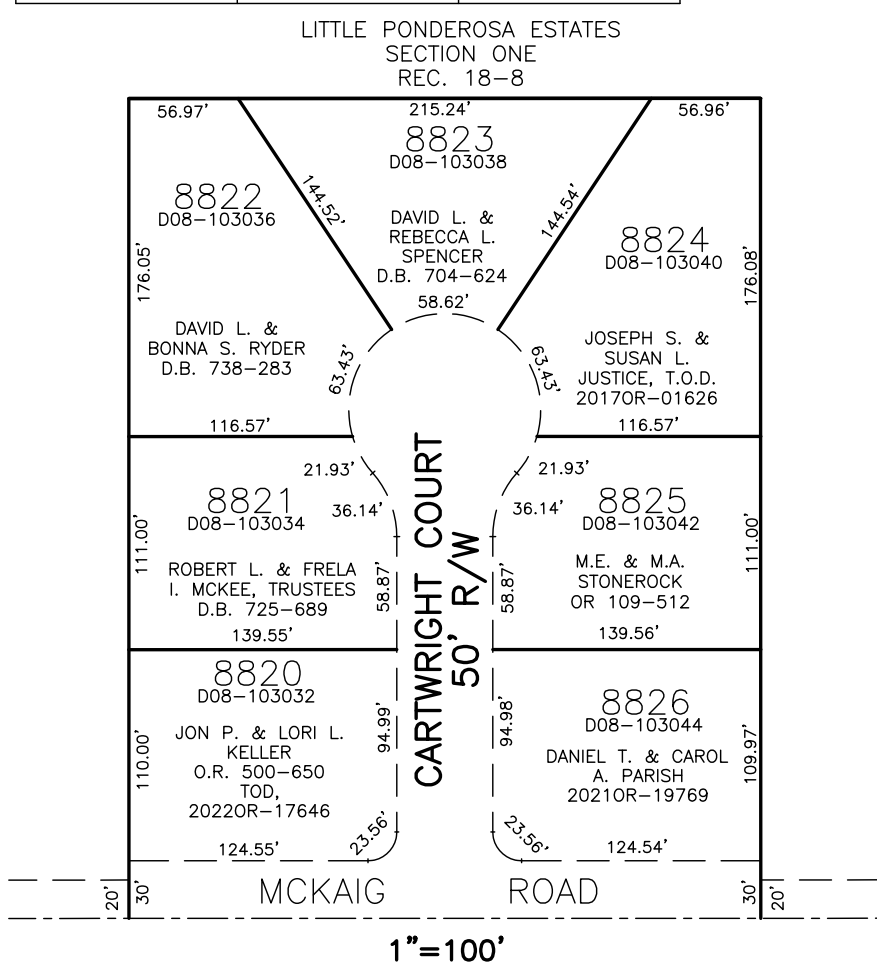 LITTLE PONDEROSA ESTATES
SECTION ONE
REC. 18-8
56.97'
215.24'
56.96'
8823
D08-103038
144.52'
144.54'
8822
D08-103036
DAVID L. &
REBECCA L.
SPENCER
D.B. 704-624
58.62'
8824
D08-103040
176.05'
176.08'
DAVID L. &
BONNA S. RYDER
D.B. 738-283
63.43'
63.43'
JOSEPH S. &
SUSAN L.
JUSTICE, T.O.D.
2017OR-01626
116.57'
116.57'
21.93'
21.93'
8821
D08-103034
36.14'
36.14'
8825
D08-103042
111.00'
111.00'
ROBERT L. & FRELA
I. MCKEE, TRUSTEES
D.B. 725-689
58.87'
58.87'
M.E. & M.A.
STONEROCK
OR 109-512
139.55'
139.56'
CARTWRIGHT COURT
50' R/W
8820
D08-103032
JON P. & LORI L.
KELLER
O.R. 500-650
TOD,
2022OR-17646
110.00'
94.99'
94.98'
8826
D08-103044
DANIEL T. & CAROL
A. PARISH
2021OR-19769
109.97'
124.55'
23.56'
23.56'
124.54'
20'
30'
MCKAIG ROAD
30'
20'
1"=100'